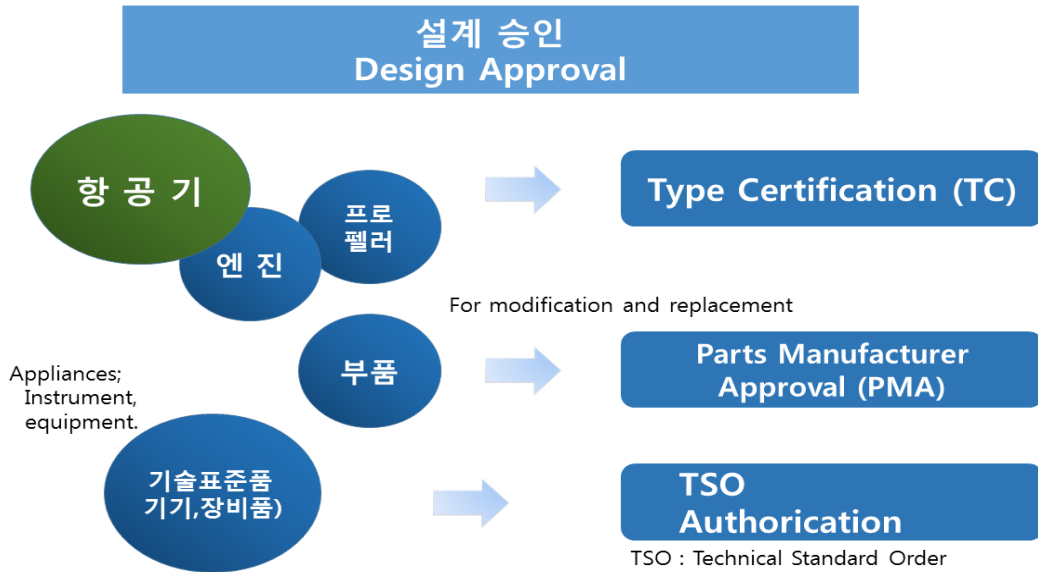 설계 승인
Design Approval
항 공 기
엔 진
프로
펠러
Type Certification (TC)
For modification and replacement
부품
Parts Manufacturer
Approval (PMA)
Appliances;
Instrument,
equipment.
기술표준품
기기,장비품)
TSO
Authorication
TSO : Technical Standard Order